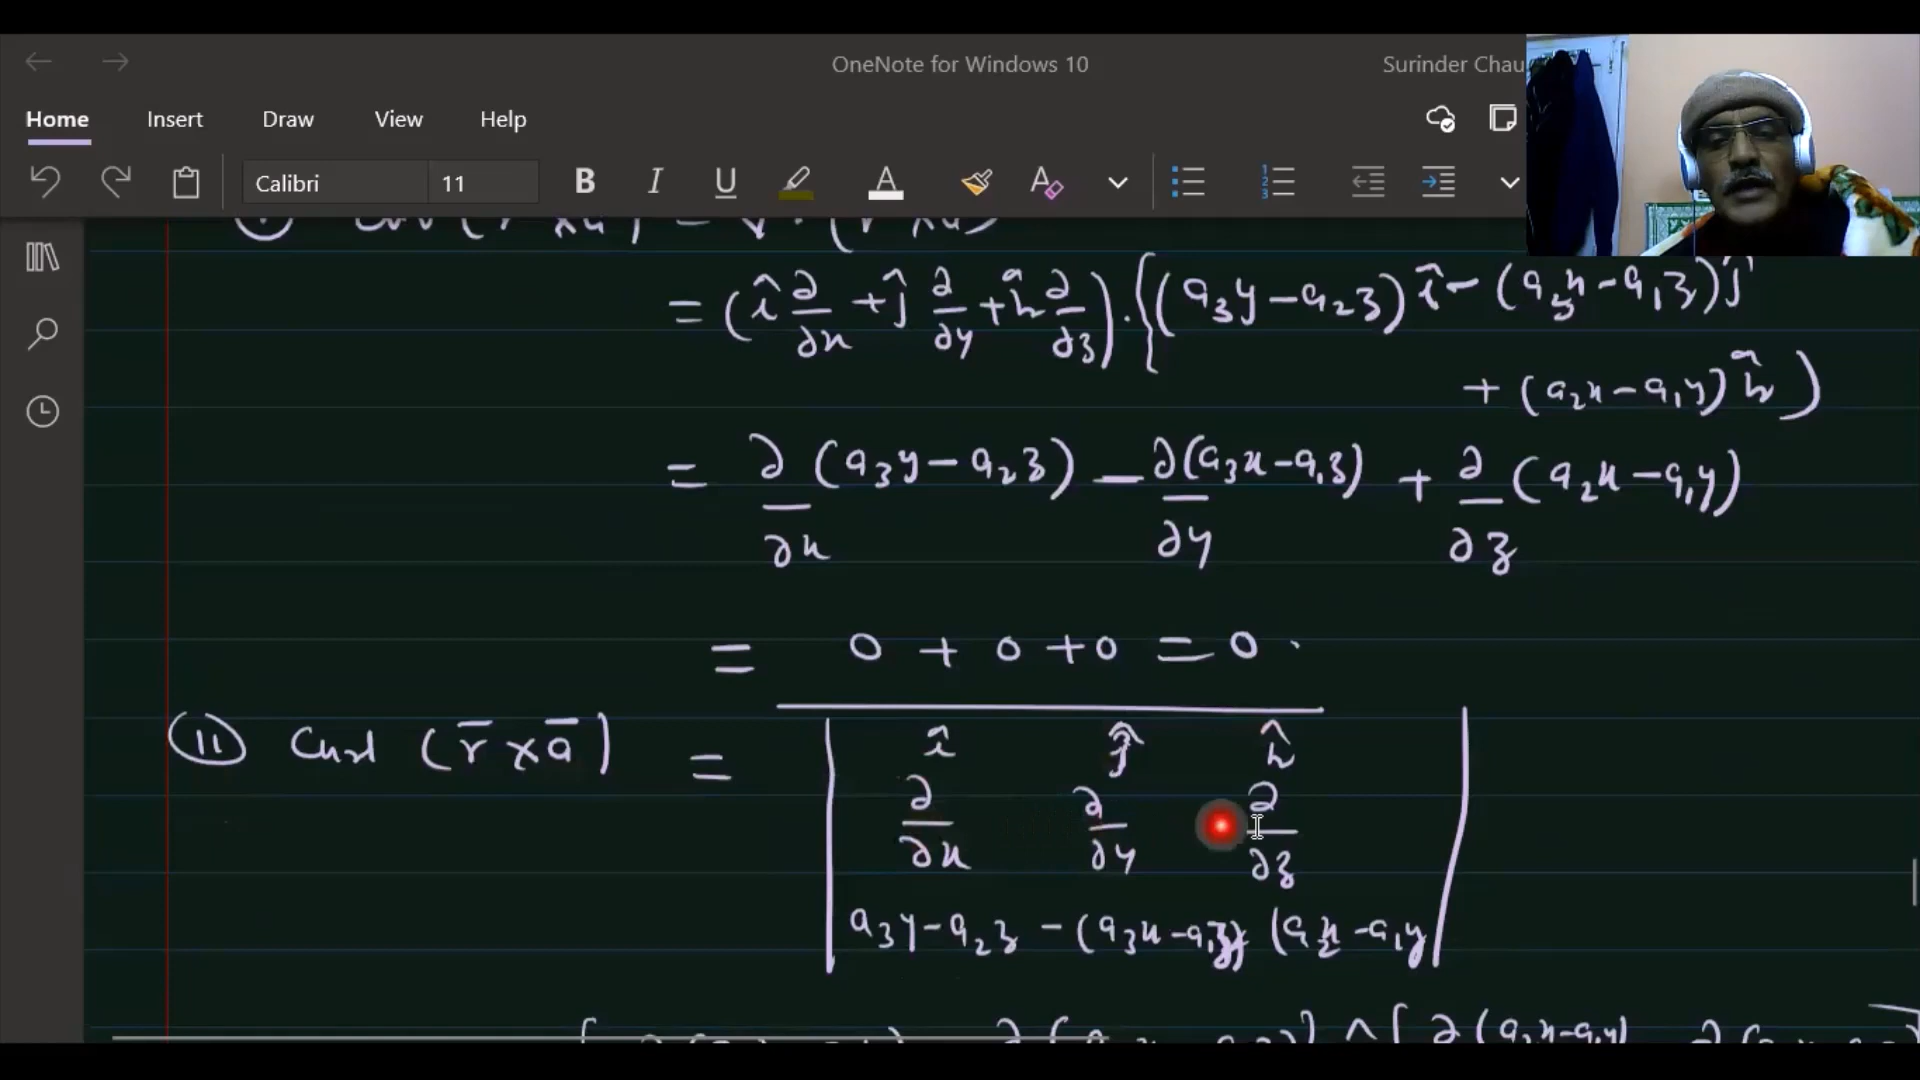 OneNote for Windows 10
Surinder Chau
Home Insert Draw View Help
Calibri 11 B I U A
= (î ∂/∂x + ĵ ∂/∂y + k̂ ∂/∂z) . {(a₃y - a₂z) î - (a₃x - a₁z) ĵ
+ (a₂x - a₁y) k̂ )
= ∂/∂x (a₃y - a₂z) - ∂/∂y (a₃x - a₁z) + ∂/∂z (a₂x - a₁y)
= 0 + 0 + 0 = 0 .
(ii) Curl (r̄ × ā) = | î ĵ k̂
∂/∂x ∂/∂y ∂/∂z
a₃y - a₂z - (a₃x - a₁z) (a₂x - a₁y |